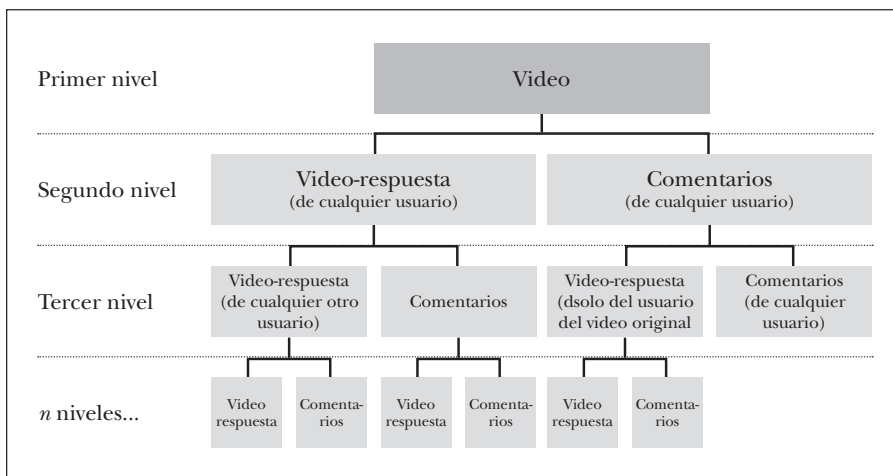 Primer nivel
Video
Segundo nivel
Video-respuesta
(de cualquier usuario)
Comentarios
(de cualquier usuario)
Tercer nivel
Video-respuesta
(de cualquier otro
usuario)
Comentarios
Video-respuesta
(dsolo del usuario
del video original
Comentarios
(de cualquier
usuario)
n niveles...
Video
respuesta
Comenta-
rios
Video
respuesta
Comenta-
rios
Video
respuesta
Comenta-
rios